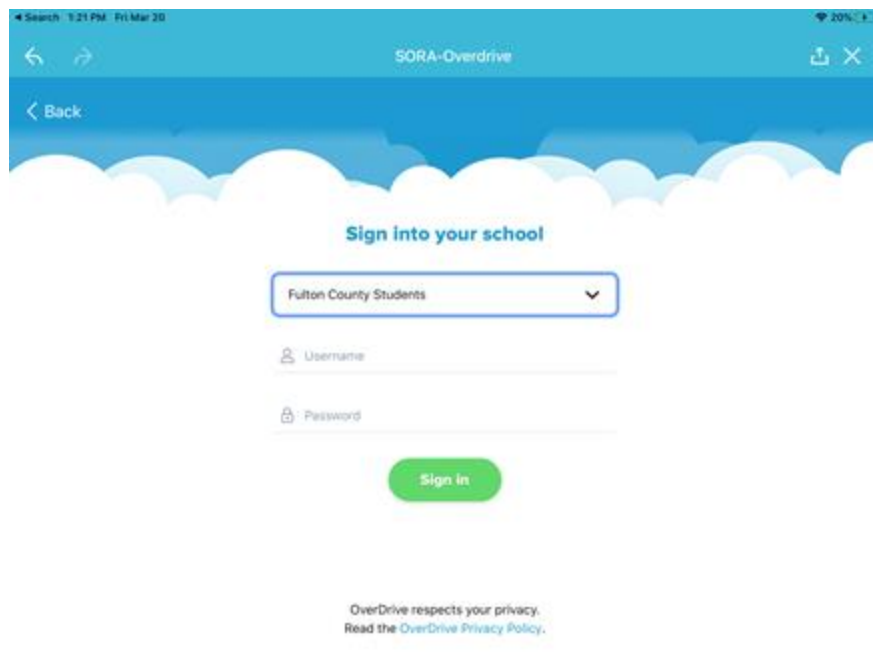 Search 1:21 PM Fri Mar 20 20%
SORA-Overdrive
Back
Sign into your school
Fulton County Students
Username
Password
Sign in
OverDrive respects your privacy.
Read the OverDrive Privacy Policy.